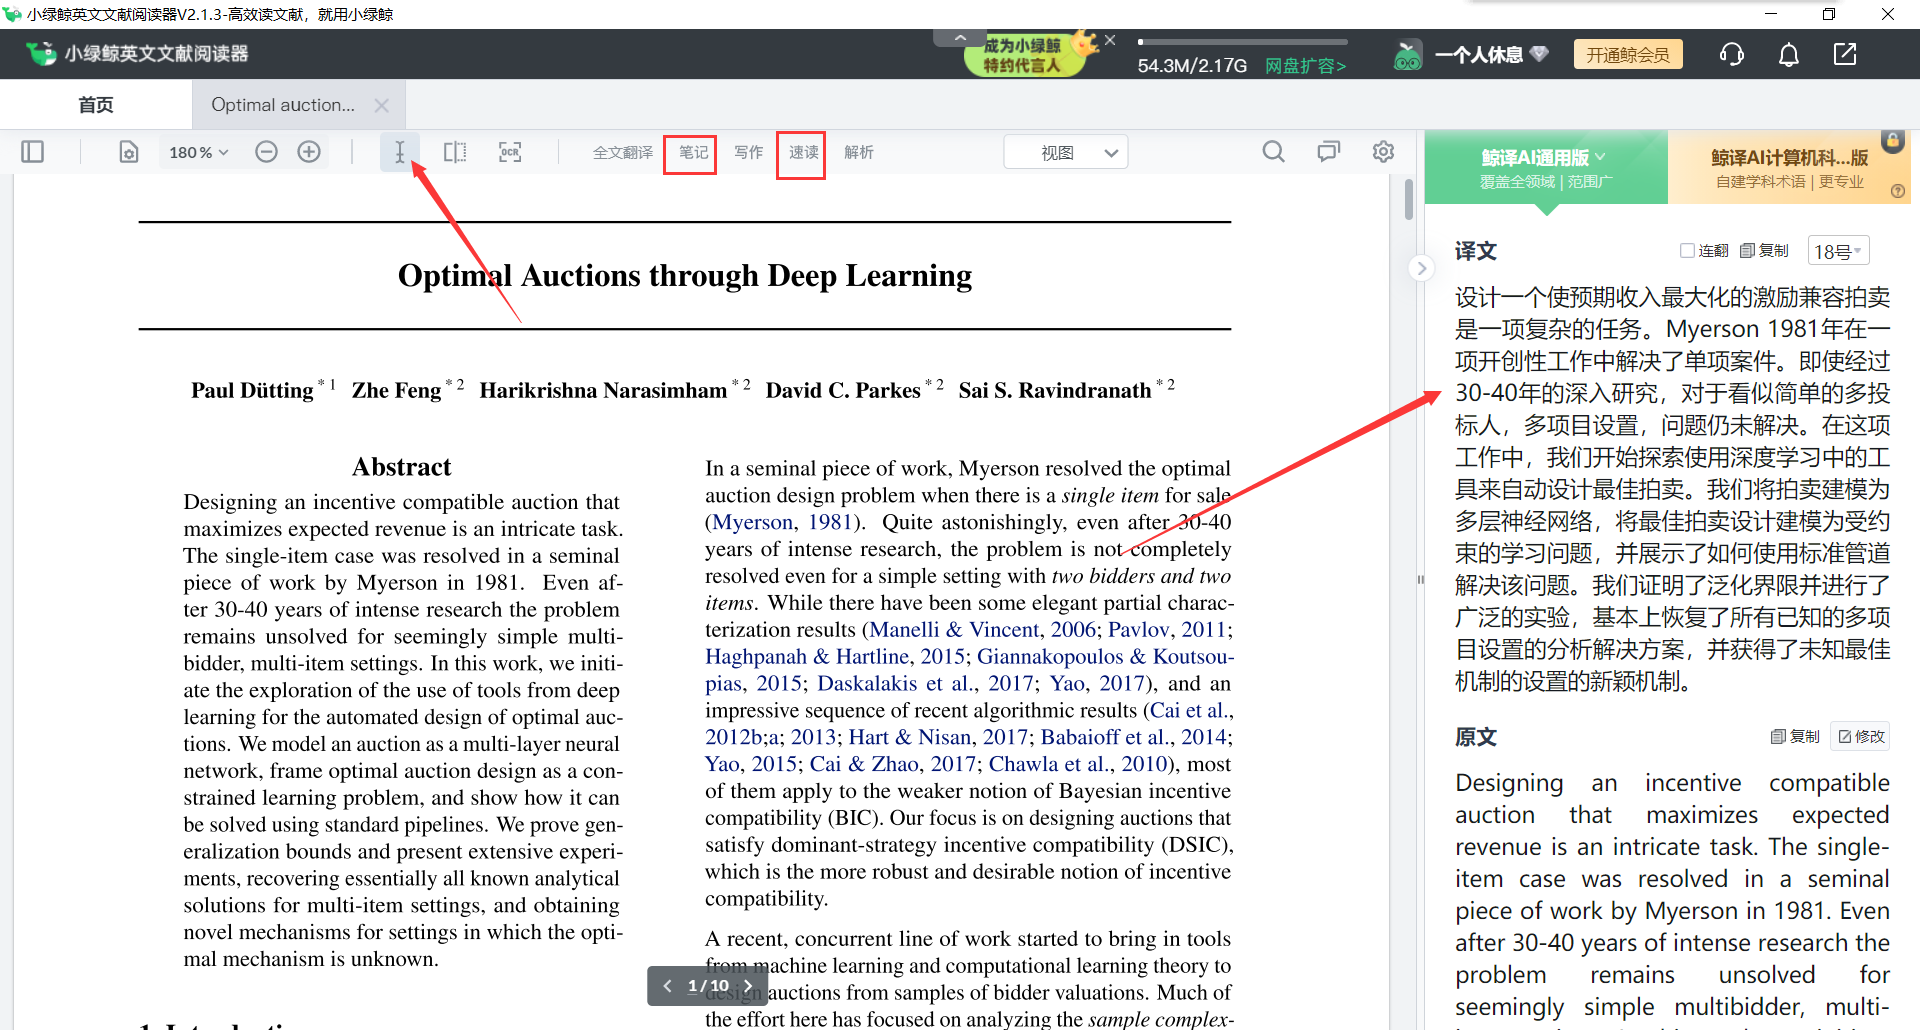 小绿鲸英文文献阅读器V2.1.3-高效读文献，就用小绿鲸
小绿鲸英文文献阅读器
成为小绿鲸
特约代言人
54.3M/2.17G 网盘扩容>
一个人休息
开通鲸会员
首页
Optimal auction...
180 %
OCR
全文翻译
笔记
写作
速读
解析
视图
Optimal Auctions through Deep Learning
Paul Dütting * 1 Zhe Feng * 2 Harikrishna Narasimham * 2 David C. Parkes * 2 Sai S. Ravindranath * 2
Abstract
Designing an incentive compatible auction that
maximizes expected revenue is an intricate task.
The single-item case was resolved in a seminal
piece of work by Myerson in 1981. Even af-
ter 30-40 years of intense research the problem
remains unsolved for seemingly simple multi-
bidder, multi-item settings. In this work, we initi-
ate the exploration of the use of tools from deep
learning for the automated design of optimal auc-
tions. We model an auction as a multi-layer neural
network, frame optimal auction design as a con-
strained learning problem, and show how it can
be solved using standard pipelines. We prove gen-
eralization bounds and present extensive experi-
ments, recovering essentially all known analytical
solutions for multi-item settings, and obtaining
novel mechanisms for settings in which the opti-
mal mechanism is unknown.
In a seminal piece of work, Myerson resolved the optimal
auction design problem when there is a single item for sale
(Myerson, 1981). Quite astonishingly, even after 30-40
years of intense research, the problem is not completely
resolved even for a simple setting with two bidders and two
items. While there have been some elegant partial charac-
terization results (Manelli & Vincent, 2006; Pavlov, 2011;
Haghpanah & Hartline, 2015; Giannakopoulos & Koutsou-
pias, 2015; Daskalakis et al., 2017; Yao, 2017), and an
impressive sequence of recent algorithmic results (Cai et al.,
2012b;a; 2013; Hart & Nisan, 2017; Babaioff et al., 2014;
Yao, 2015; Cai & Zhao, 2017; Chawla et al., 2010), most
of them apply to the weaker notion of Bayesian incentive
compatibility (BIC). Our focus is on designing auctions that
satisfy dominant-strategy incentive compatibility (DSIC),
which is the more robust and desirable notion of incentive
compatibility.
A recent, concurrent line of work started to bring in tools
from machine learning and computational learning theory to
design auctions from samples of bidder valuations. Much of
the effort here has focused on analyzing the sample complex-
1 / 10
鲸译AI通用版
覆盖全领域 | 范围广
鲸译AI计算机科...版
自建学科术语 | 更专业
译文
连翻
复制
18号
设计一个使预期收入最大化的激励兼容拍卖
是一项复杂的任务。Myerson 1981年在一
项开创性工作中解决了单项案件。即使经过
30-40年的深入研究，对于看似简单的多投
标人，多项目设置，问题仍未解决。在这项
工作中，我们开始探索使用深度学习中的工
具来自动设计最佳拍卖。我们将拍卖建模为
多层神经网络，将最佳拍卖设计建模为受约
束的学习问题，并展示了如何使用标准管道
解决该问题。我们证明了泛化界限并进行了
广泛的实验，基本上恢复了所有已知的多项
目设置的分析解决方案，并获得了未知最佳
机制的设置的新颖机制。
原文
复制
修改
Designing an incentive compatible
auction that maximizes expected
revenue is an intricate task. The single-
item case was resolved in a seminal
piece of work by Myerson in 1981. Even
after 30-40 years of intense research the
problem remains unsolved for
seemingly simple multibidder, multi-